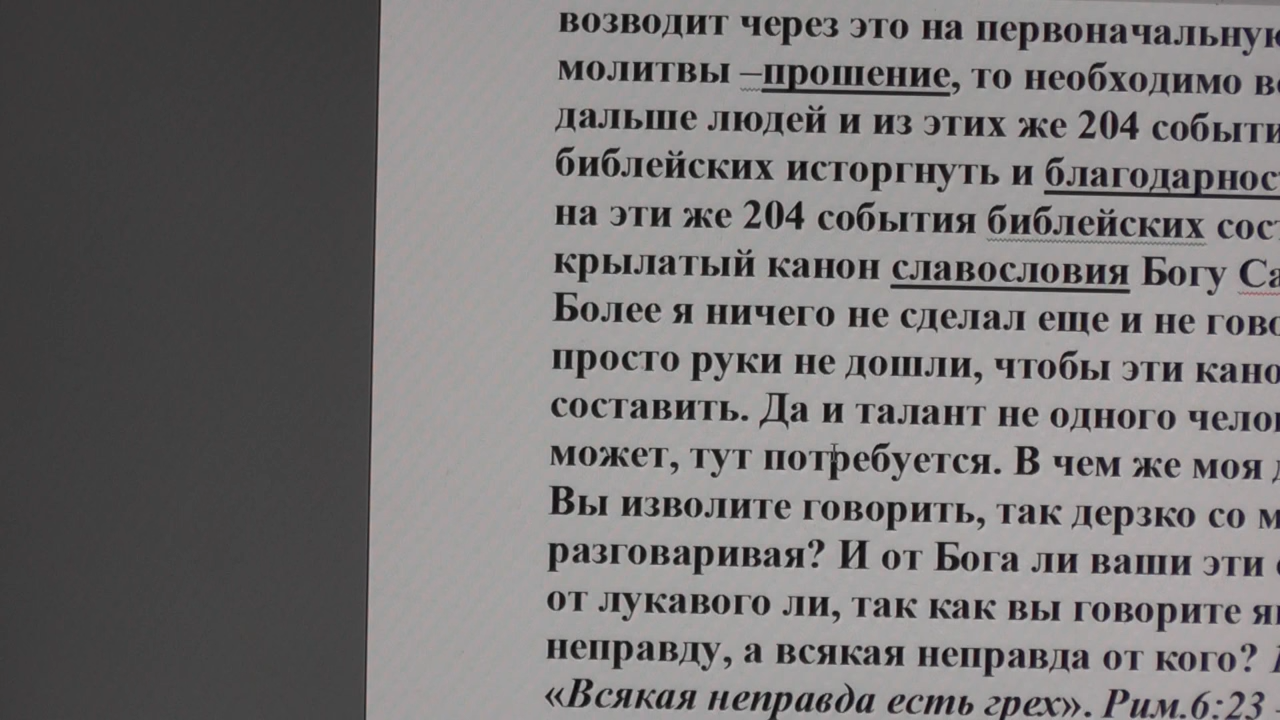 возводит через это на первоначальную
молитвы –прошение, то необходимо
дальше людей и из этих же 204
библейских исторгнуть и
на эти же 204 события библейских
крылатый канон славословия Богу
Более я ничего не сделал еще и не
просто руки не дошли, чтобы эти
составить. Да и талант не одного
может, тут потребуется. В чем же моя
Вы изволите говорить, так дерзко со
разговаривая? И от Бога ли ваши эти
от лукавого ли, так как вы говорите
неправду, а всякая неправда от кого?
«Всякая неправда есть грех». Рим.6:23